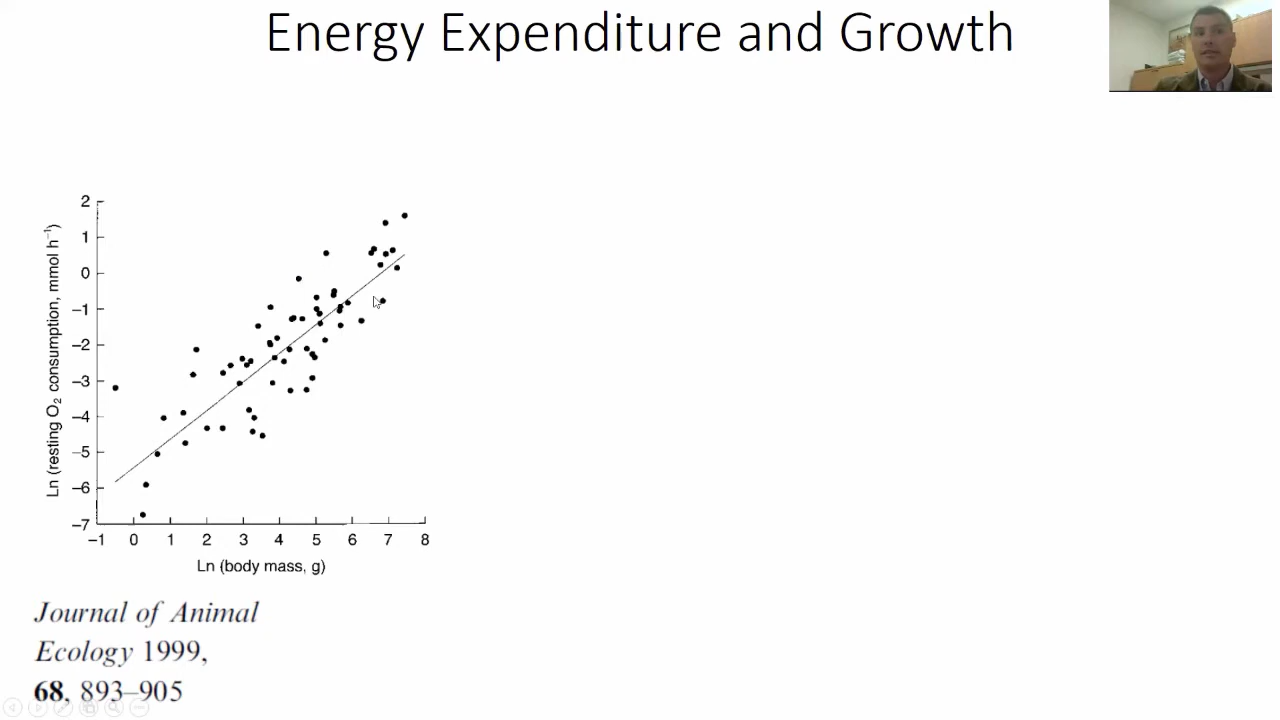 Energy Expenditure and Growth
2
1
0
–1
–2
–3
–4
–5
–6
–7
Ln (resting O₂ consumption, mmol h⁻¹)
–1 0 1 2 3 4 5 6 7 8
Ln (body mass, g)
Journal of Animal
Ecology 1999,
68, 893–905